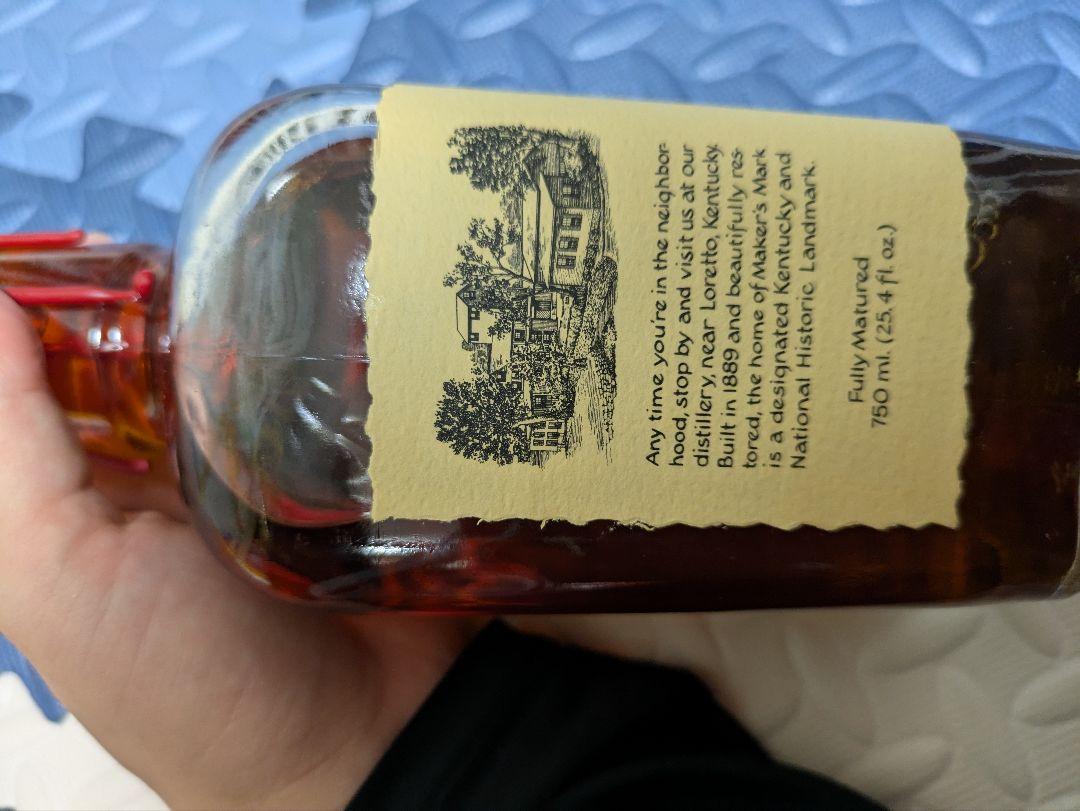 Any time you're in the neighbor-
hood, stop by and visit us at our
distillery, near Loretto, Kentucky.
Built in 1889 and beautifully res-
tored, the home of Maker's Mark
is a designated Kentucky and
National Historic Landmark.
Fully Matured
750 ml. (25.4 fl. oz.)